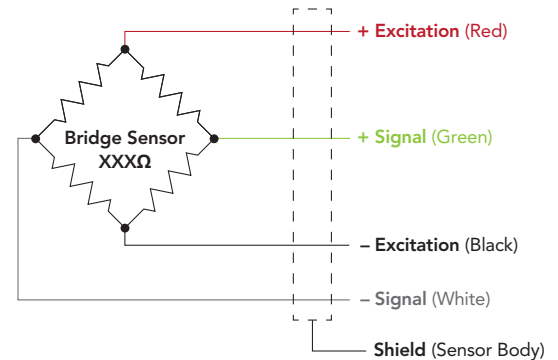 + Excitation (Red)
Bridge Sensor
XXXΩ
+ Signal (Green)
– Excitation (Black)
– Signal (White)
Shield (Sensor Body)